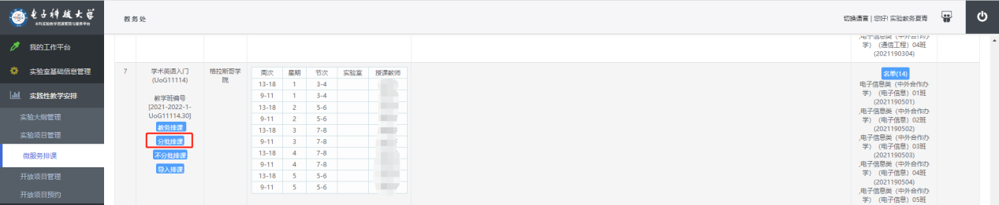 电子科技大学
本科实验教学资源管理与服务平台
教务处
切换语言 | 您好! 实验教务夏青
我的工作平台
实验室基础信息管理
实践性教学安排
实验大纲管理
实验项目管理
微服务排课
开放项目管理
开放项目预约
7
学术英语入门
(UoG11114)
教学班编号
[2021-2022-1-
UoG11114.30]
教务排课
分批排课
不分批排课
导入排课
格拉斯哥学
院
周次 星期 节次 实验室 授课教师
13-18 1 3-4
9-11 1 3-4
13-18 2 5-6
9-11 2 5-6
13-18 3 7-8
9-11 3 7-8
13-18 4 7-8
9-11 4 7-8
13-18 5 5-6
9-11 5 5-6
,电子信息类（中外合作办
学）（通信工程）04班
(2021190304)
名单(14)
电子信息类（中外合作办
学）（电子信息）01班
(2021190501)
,电子信息类（中外合作办
学）（电子信息）02班
(2021190502)
,电子信息类（中外合作办
学）（电子信息）03班
(2021190503)
,电子信息类（中外合作办
学）（电子信息）04班
(2021190504)
,电子信息类（中外合作办
学）（电子信息）05班